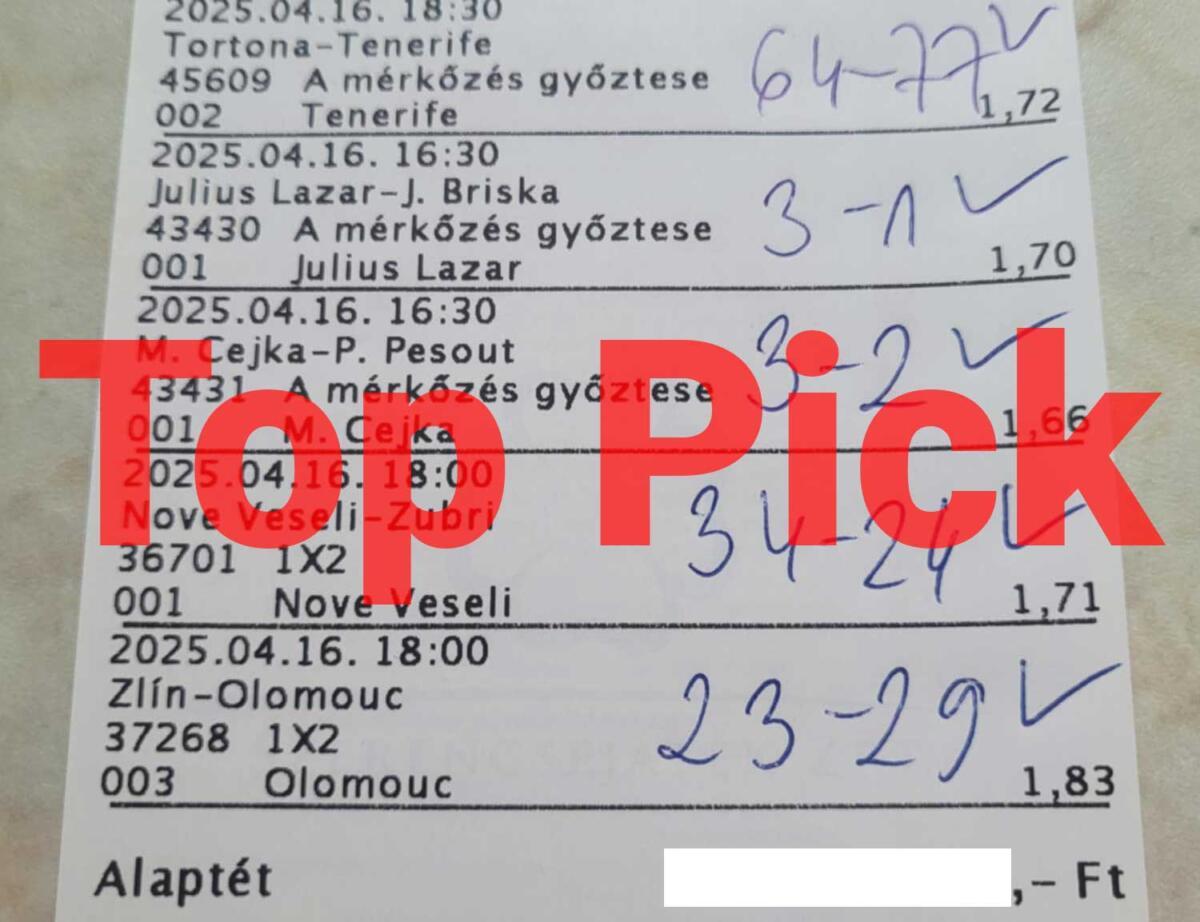 2025.04.16. 18:30
Tortona-Tenerife
45609 A mérkőzés győztese 64-77
002 Tenerife 1,72
2025.04.16. 16:30
Julius Lazar-J. Briska
43430 A mérkőzés győztese 3-1
001 Julius Lazar 1,70
2025.04.16. 16:30
M. Cejka-P. Pesout
43431 A mérkőzés győztese 3-2
001 M. Cejka 1,66
Top Pick
2025.04.16. 18:00
Nove Veseli-Zubri
36701 1X2 34-24
001 Nove Veseli 1,71
2025.04.16. 18:00
Zlín-Olomouc
37268 1X2 23-29
003 Olomouc 1,83
Alaptét ,- Ft